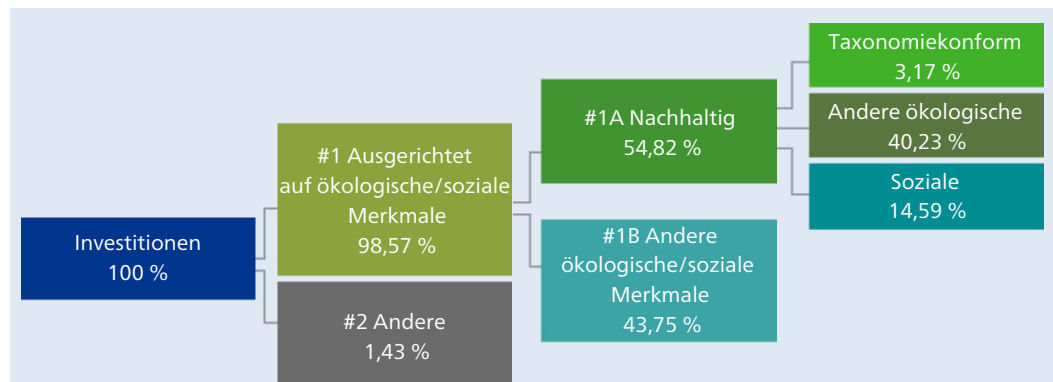 Investitionen
100 %
#1 Ausgerichtet
auf ökologische/soziale
Merkmale
98,57 %
#2 Andere
1,43 %
#1A Nachhaltig
54,82 %
#1B Andere
ökologische/soziale
Merkmale
43,75 %
Taxonomiekonform
3,17 %
Andere ökologische
40,23 %
Soziale
14,59 %